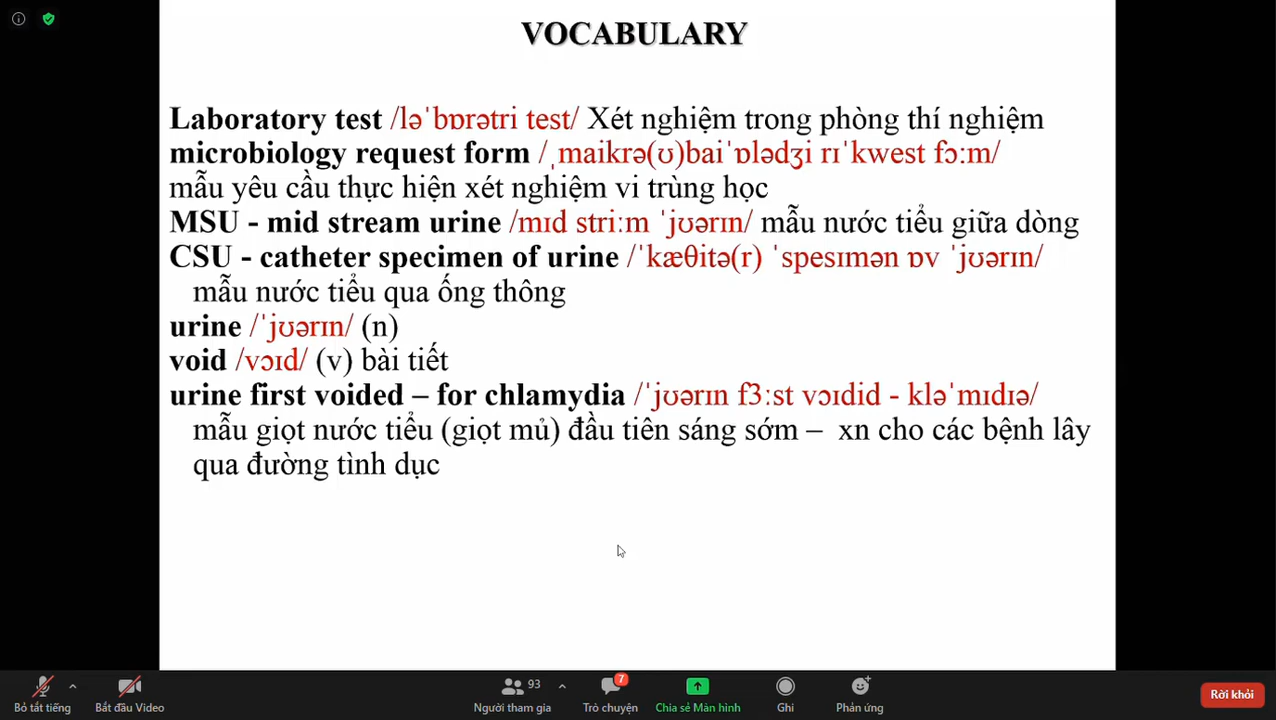 VOCABULARY
Laboratory test /ləˈbɒrətri test/ Xét nghiệm trong phòng thí nghiệm
microbiology request form /ˌmaikrə(ʊ)baiˈɒlədʒi rɪˈkwest fɔːm/
mẫu yêu cầu thực hiện xét nghiệm vi trùng học
MSU - mid stream urine /mɪd striːm ˈjʊərɪn/ mẫu nước tiểu giữa dòng
CSU - catheter specimen of urine /ˈkæθitə(r) ˈspesɪmən ɒv ˈjʊərɪn/
mẫu nước tiểu qua ống thông
urine /ˈjʊərɪn/ (n)
void /vɔɪd/ (v) bài tiết
urine first voided – for chlamydia /ˈjʊərɪn fɜːst vɔɪdid - kləˈmɪdɪə/
mẫu giọt nước tiểu (giọt mủ) đầu tiên sáng sớm – xn cho các bệnh lây
qua đường tình dục
93
7
Bỏ tắt tiếng
Bắt đầu Video
Người tham gia
Trò chuyện
Chia sẻ Màn hình
Ghi
Phản ứng
Rời khỏi